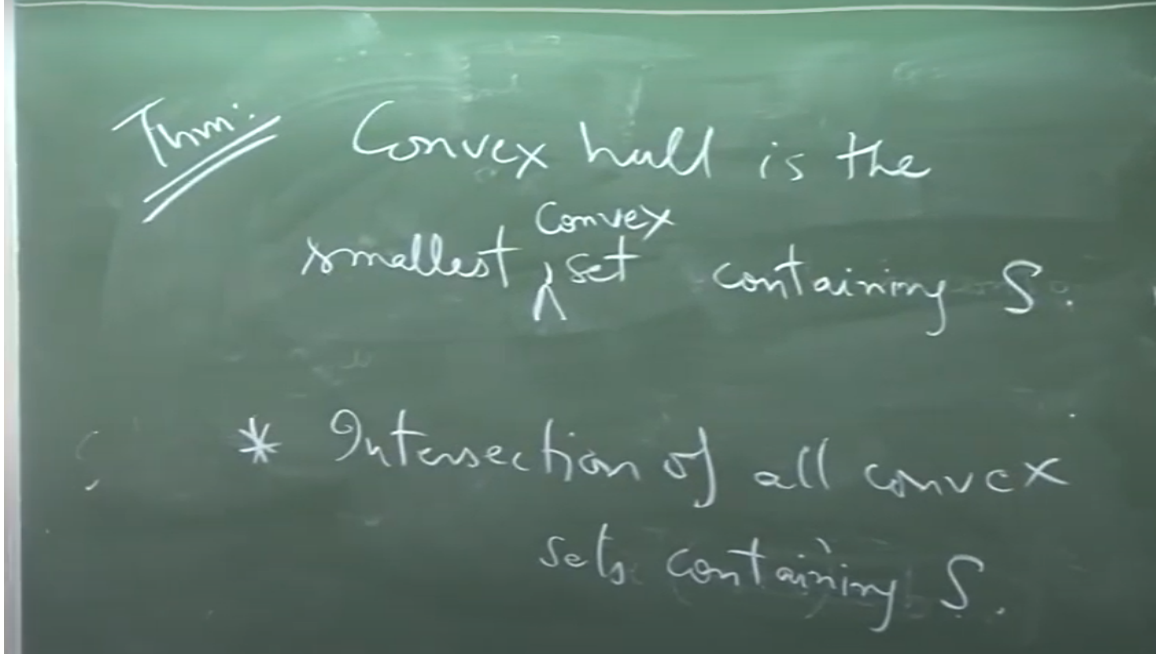 Thm: Convex hull is the
smallest convex set containing S.
* Intersection of all convex
sets containing S.